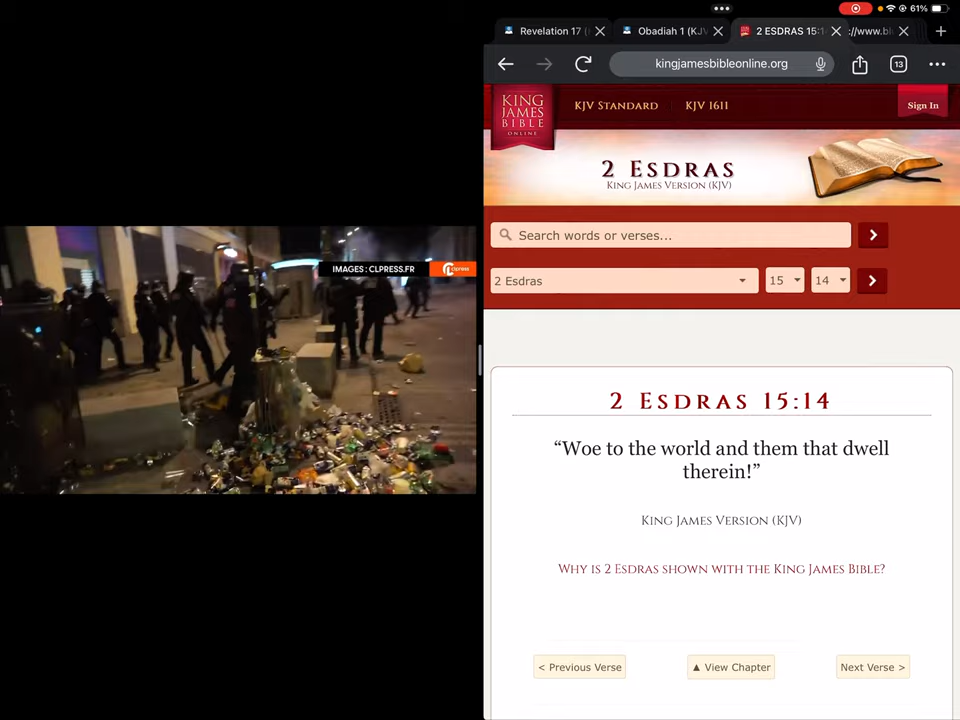 61%
Revelation 17 (
Obadiah 1 (KJV
2 ESDRAS 15:1
://www.bl
kingjamesbibleonline.org
13
KING
JAMES
BIBLE
ONLINE
KJV STANDARD
KJV 1611
Sign In
2 ESDRAS
KING JAMES VERSION (KJV)
Search words or verses...
2 Esdras
15
14
IMAGES : CLPRESS.FR
clpress
2 ESDRAS 15:14
“Woe to the world and them that dwell
therein!”
KING JAMES VERSION (KJV)
WHY IS 2 ESDRAS SHOWN WITH THE KING JAMES BIBLE?
< Previous Verse
▲ View Chapter
Next Verse >